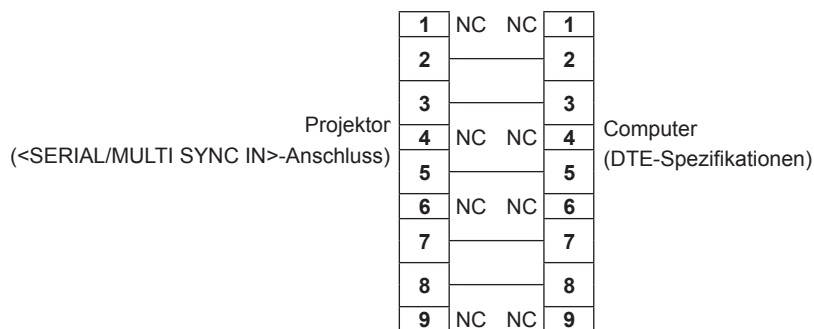 1 NC NC 1
2 2
3 3
Projektor
(<SERIAL/MULTI SYNC IN>-Anschluss)
4 NC NC 4
Computer
(DTE-Spezifikationen)
5 5
6 NC NC 6
7 7
8 8
9 NC NC 9